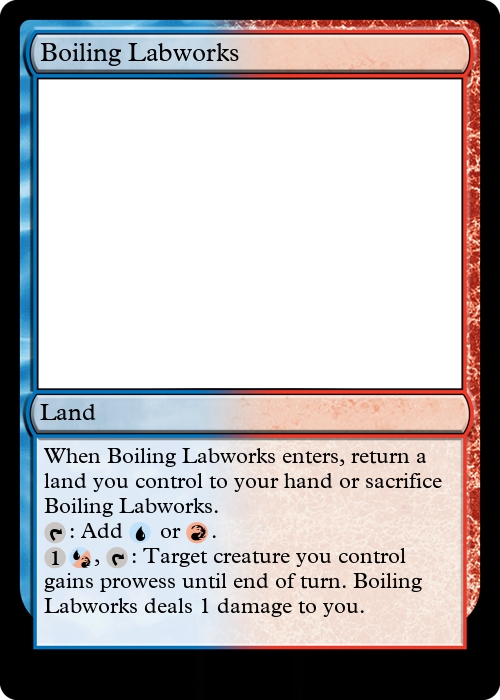 Boiling Labworks
Land
When Boiling Labworks enters, return a
land you control to your hand or sacrifice
Boiling Labworks.
: Add or .
1 , : Target creature you control
gains prowess until end of turn. Boiling
Labworks deals 1 damage to you.